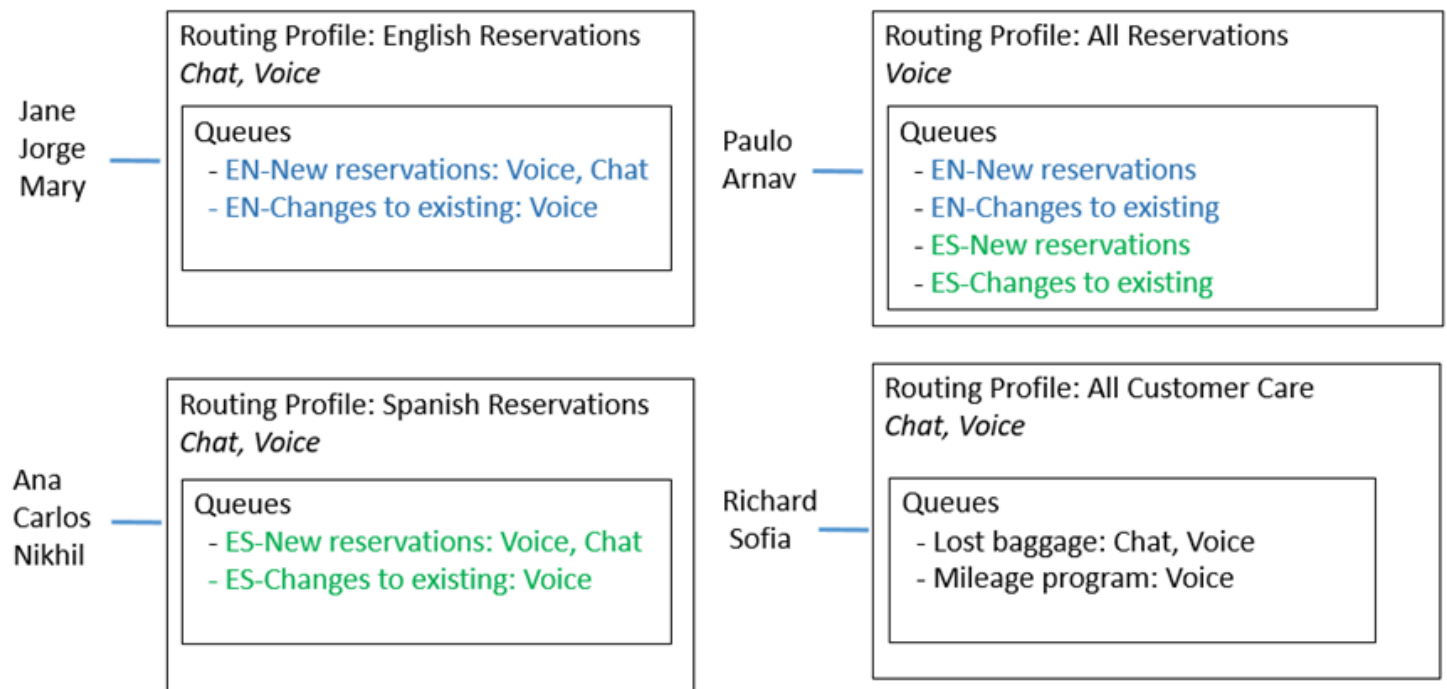 Jane
Jorge
Mary
Routing Profile: English Reservations
Chat, Voice
Queues
- EN-New reservations: Voice, Chat
- EN-Changes to existing: Voice
Paulo
Arnav
Routing Profile: All Reservations
Voice
Queues
- EN-New reservations
- EN-Changes to existing
- ES-New reservations
- ES-Changes to existing
Ana
Carlos
Nikhil
Routing Profile: Spanish Reservations
Chat, Voice
Queues
- ES-New reservations: Voice, Chat
- ES-Changes to existing: Voice
Richard
Sofia
Routing Profile: All Customer Care
Chat, Voice
Queues
- Lost baggage: Chat, Voice
- Mileage program: Voice